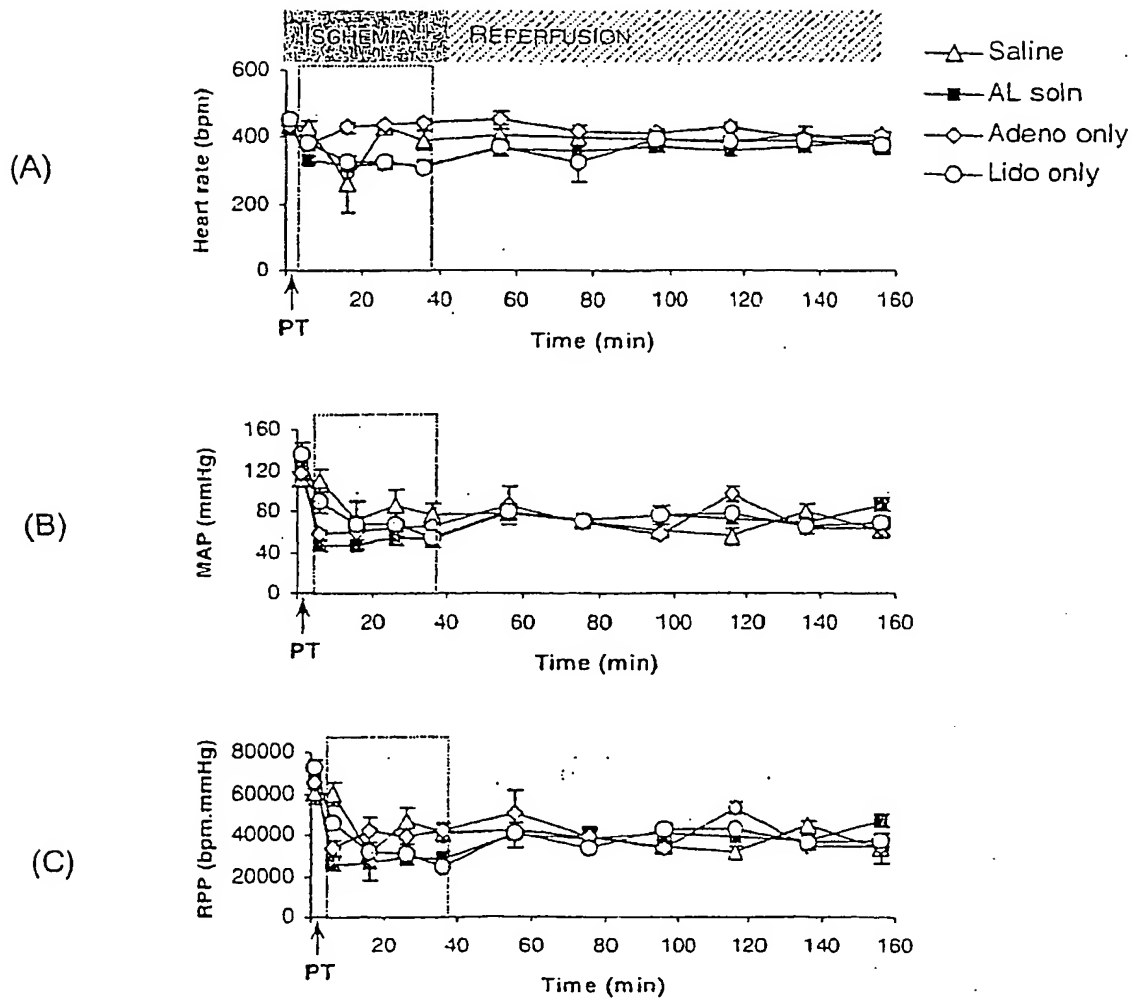 ISCHEMIA REPERFUSION
Saline
AL soln
Adeno only
Lido only
(A)
Heart rate (bpm)
600
400
200
0
20 40 60 80 100 120 140 160
PT
Time (min)
(B)
MAP (mmHg)
160
120
80
40
0
20 40 60 80 100 120 140 160
PT
Time (min)
(C)
RPP (bpm.mmHg)
80000
60000
40000
20000
0
20 40 60 80 100 120 140 160
PT
Time (min)